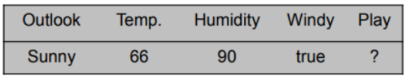 Outlook Temp. Humidity Windy Play
Sunny 66 90 true ?